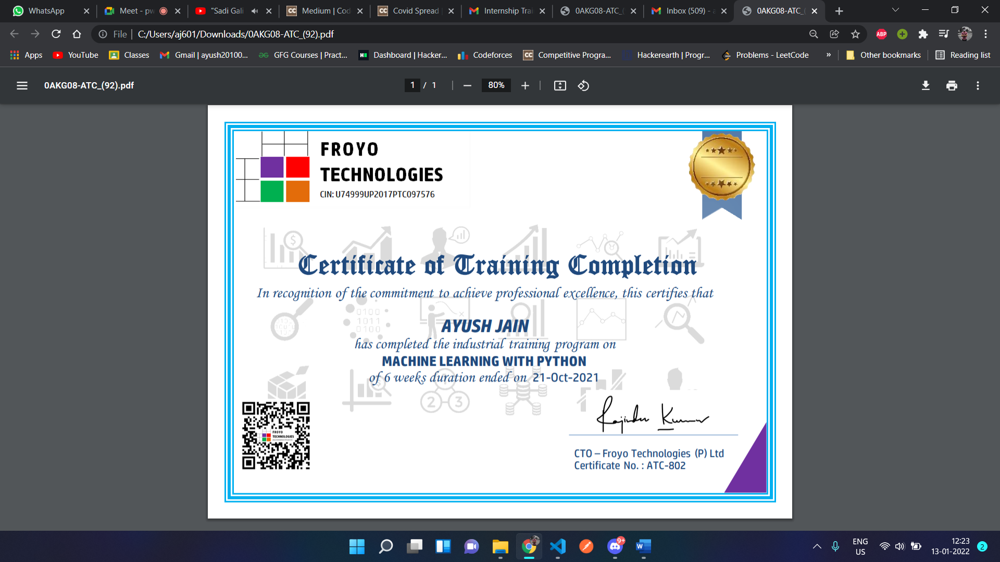 WhatsApp
Meet - pw
"Sadi Gali
Medium | Cod
Covid Spread
Internship Trai
0AKG08-ATC_(
Inbox (509) - a
0AKG08-ATC_(
File
C:/Users/aj601/Downloads/0AKG08-ATC_(92).pdf
ABP
Apps
YouTube
Classes
Gmail | ayush20100...
GFG Courses | Pract...
Dashboard | Hacker...
Codeforces
Competitive Progra...
Hackerearth | Progr...
Problems - LeetCode
»
Other bookmarks
Reading list
0AKG08-ATC_(92).pdf
1 / 1
80%
FROYO
TECHNOLOGIES
CIN: U74999UP2017PTC097576
Certificate of Training Completion
In recognition of the commitment to achieve professional excellence, this certifies that
AYUSH JAIN
has completed the industrial training program on
MACHINE LEARNING WITH PYTHON
of 6 weeks duration ended on 21-Oct-2021
0100
1011
0100
2
3
FROYO
TECHNOLOGIES
Rajinder Kumar
CTO – Froyo Technologies (P) Ltd
Certificate No. : ATC-802
9+
ENG
US
12:23
13-01-2022
2